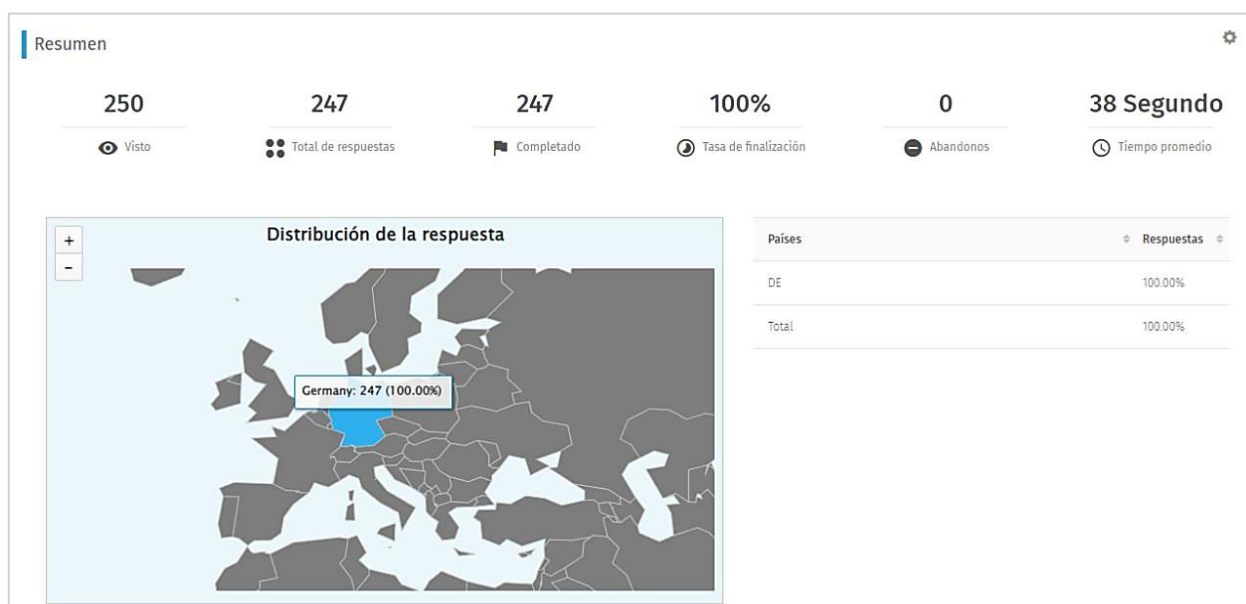 Resumen
250 247 247 100% 0 38 Segundo
Visto Total de respuestas Completado Tasa de finalización Abandonos Tiempo promedio
+
−
Distribución de la respuesta
Germany: 247 (100.00%)
Países Respuestas
DE 100.00%
Total 100.00%